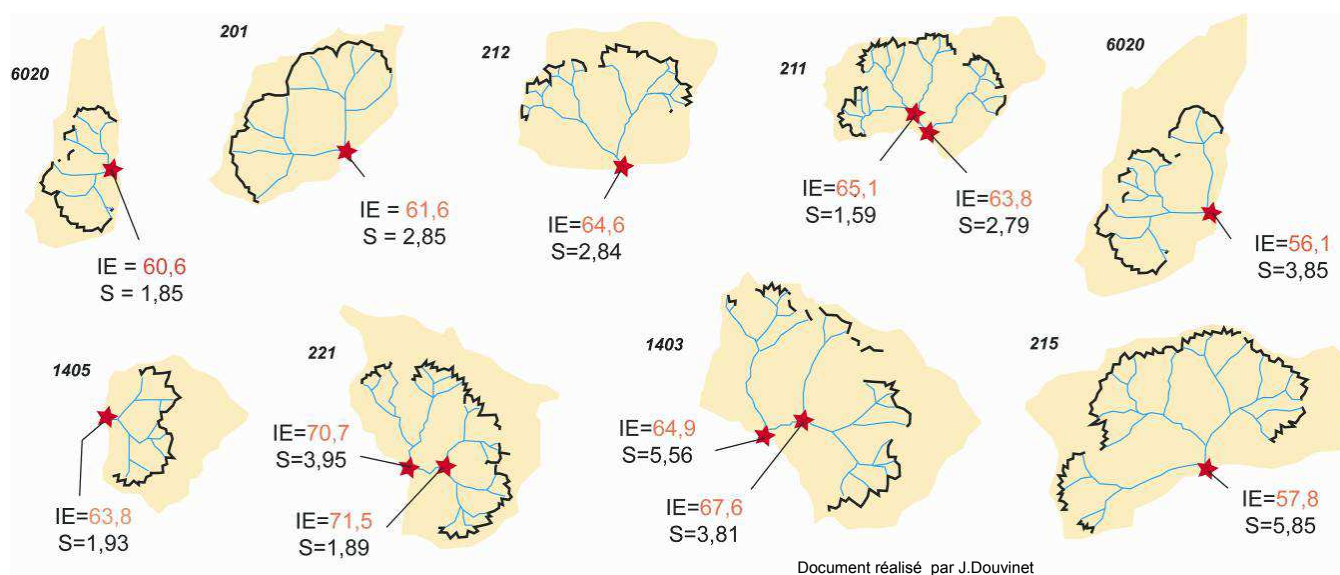 6020
IE = 60,6
S = 1,85
201
IE = 61,6
S = 2,85
212
IE=64,6
S=2,84
211
IE=65,1
S=1,59
IE=63,8
S=2,79
6020
IE=56,1
S=3,85
1405
IE=63,8
S=1,93
221
IE=70,7
S=3,95
IE=71,5
S=1,89
1403
IE=64,9
S=5,56
IE=67,6
S=3,81
215
IE=57,8
S=5,85
Document réalisé par J.Douvinet